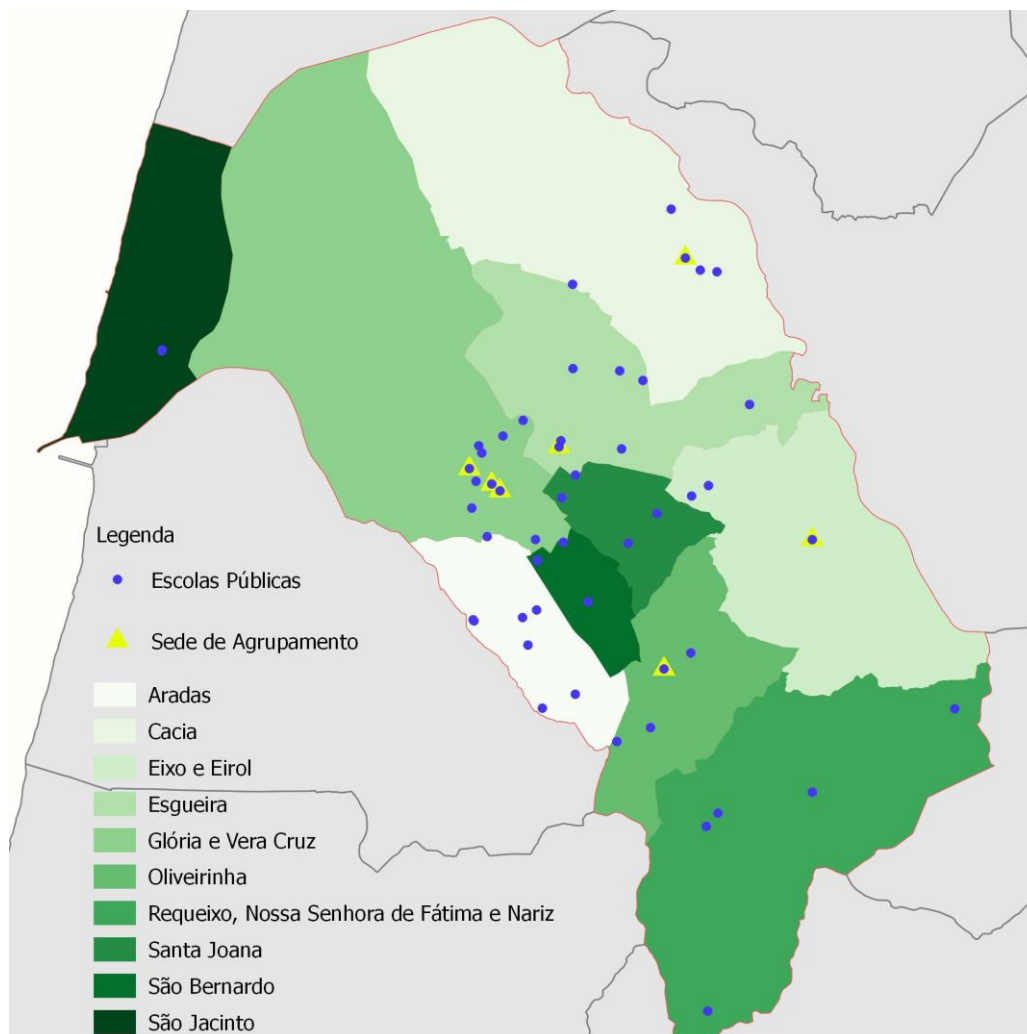 Legenda
Escolas Públicas
Sede de Agrupamento
Aradas
Cacia
Eixo e Eirol
Esgueira
Glória e Vera Cruz
Oliveirinha
Requeixo, Nossa Senhora de Fátima e Nariz
Santa Joana
São Bernardo
São Jacinto